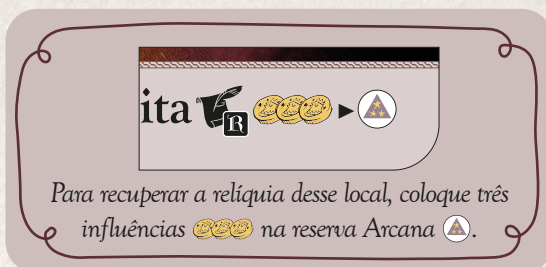 ita R
Para recuperar a relíquia desse local, coloque três
influências na reserva Arcana .